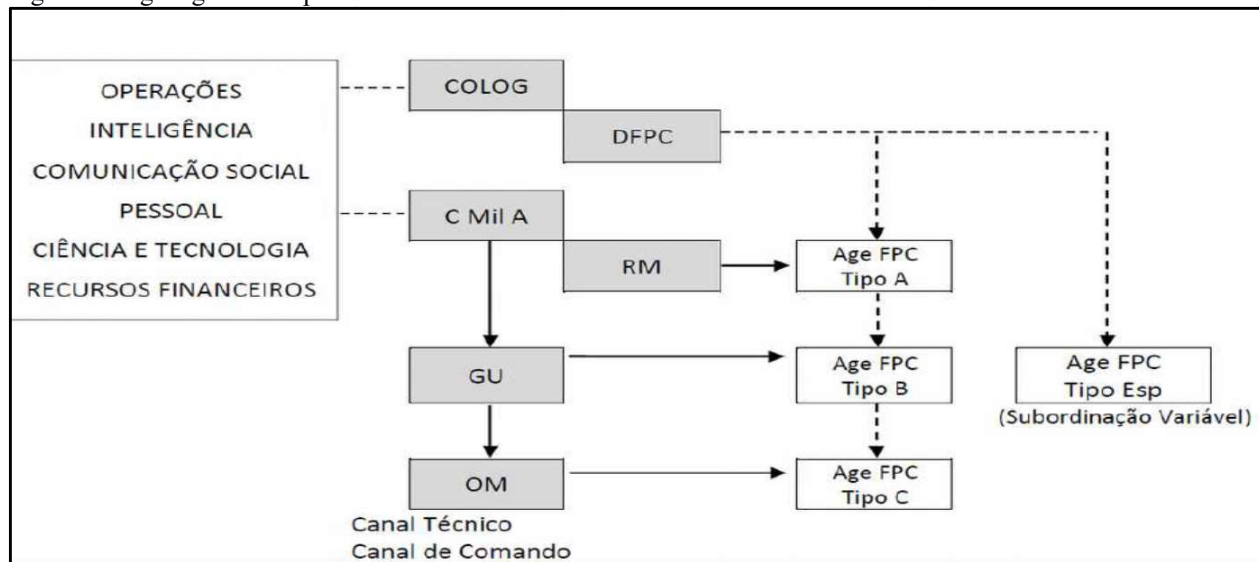 OPERAÇÕES
INTELIGÊNCIA
COMUNICAÇÃO SOCIAL
PESSOAL
CIÊNCIA E TECNOLOGIA
RECURSOS FINANCEIROS
COLOG
DFPC
C Mil A
RM
Age FPC
Tipo A
GU
Age FPC
Tipo B
Age FPC
Tipo Esp
(Subordinação Variável)
OM
Age FPC
Tipo C
Canal Técnico
Canal de Comando